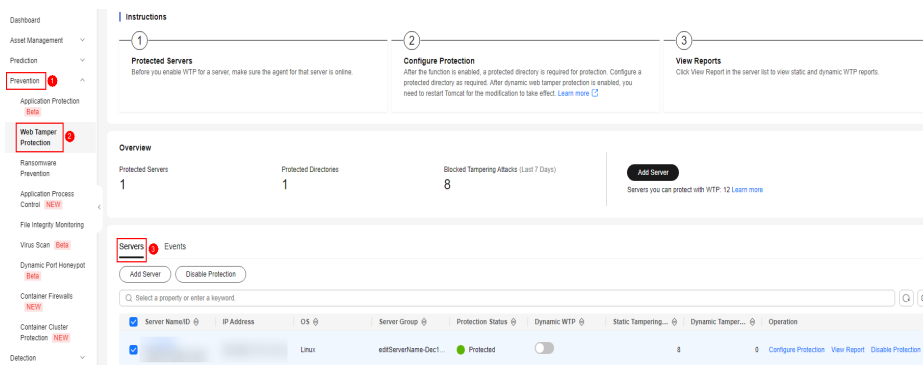 Dashboard
Asset Management
Prediction
Prevention 1
Application Protection
Beta
Web Tamper
Protection
2
Ransomware
Prevention
Application Process
Control NEW
File Integrity Monitoring
Virus Scan Beta
Dynamic Port Honeypot
Beta
Container Firewalls
NEW
Container Cluster
Protection NEW
Detection
Instructions
1
Protected Servers
Before you enable WTP for a server, make sure the agent for that server is online.
2
Configure Protection
After the function is enabled, a protected directory is required for protection. Configure a
protected directory as required. After dynamic web tamper protection is enabled, you
need to restart Tomcat for the modification to take effect. Learn more
3
View Reports
Click View Report in the server list to view static and dynamic WTP reports.
Overview
Protected Servers
1
Protected Directories
1
Blocked Tampering Attacks (Last 7 Days)
8
Add Server
Servers you can protect with WTP: 12 Learn more
Servers 3 Events
Add Server Disable Protection
Select a property or enter a keyword.
Server Name/ID IP Address OS Server Group Protection Status Dynamic WTP Static Tampering... Dynamic Tamper... Operation
Linux editServerName-Dec1... Protected 8 0 Configure Protection View Report Disable Protection